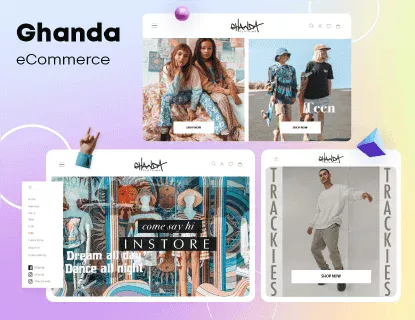 Ghanda
eCommerce
GHANDA
SHOP NOW
Teen
SHOP NOW
GHANDA
come say hi
INSTORE
Dream all day
Dance all night
GHANDA
TRACKIES
TRACKIES
SHOP NOW